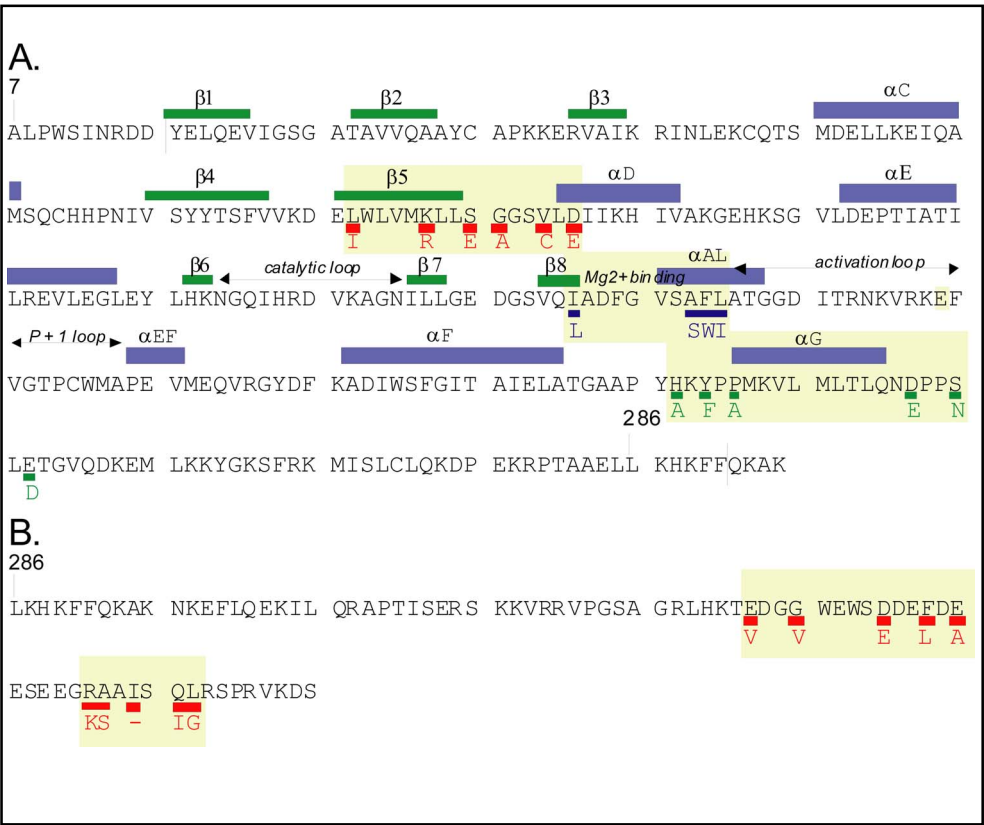 A.
7
β1 β2 β3 αC
ALPWSINRDD YELQEVIGSG ATAVVQAAYC APKKERVAIK RINLEKCQTS MDELLKEIQA
β4 β5 αD αE
MSQCHHPNIV SYYTSFVVKD ELWLVMKLLS GGSVLDIIKH IVAKGEHKSG VLDEPTIATI
I R E A C E
β6 catalytic loop β7 β8 Mg2+ binding αAL activation loop
LREVLEGLEY LHKNGQIHRD VKAGNILLGE DGSVQIADFG VSAFLATGGD ITRNKVRKEF
L SWI
P + 1 loop αEF αF αG
VGTPCWMAPE VMEQVRGYDF KADIWSFGIT AIELATGAAP YHKYPPMKVL MLTLQNDPPS
A F A E N
286
LETGVQDKEM LKKYGKSFRK MISLCLQKDP EKRPTAAELL KHKFFQKAK
D
B.
286
LKHKFFQKAK NKEFLQEKIL QRAPTISERS KKVRRVPGSA GRLHKTEDGG WEWSDDEFDE
V V E L A
ESEEGRAAIS QLRSPRVKDS
KS - IG